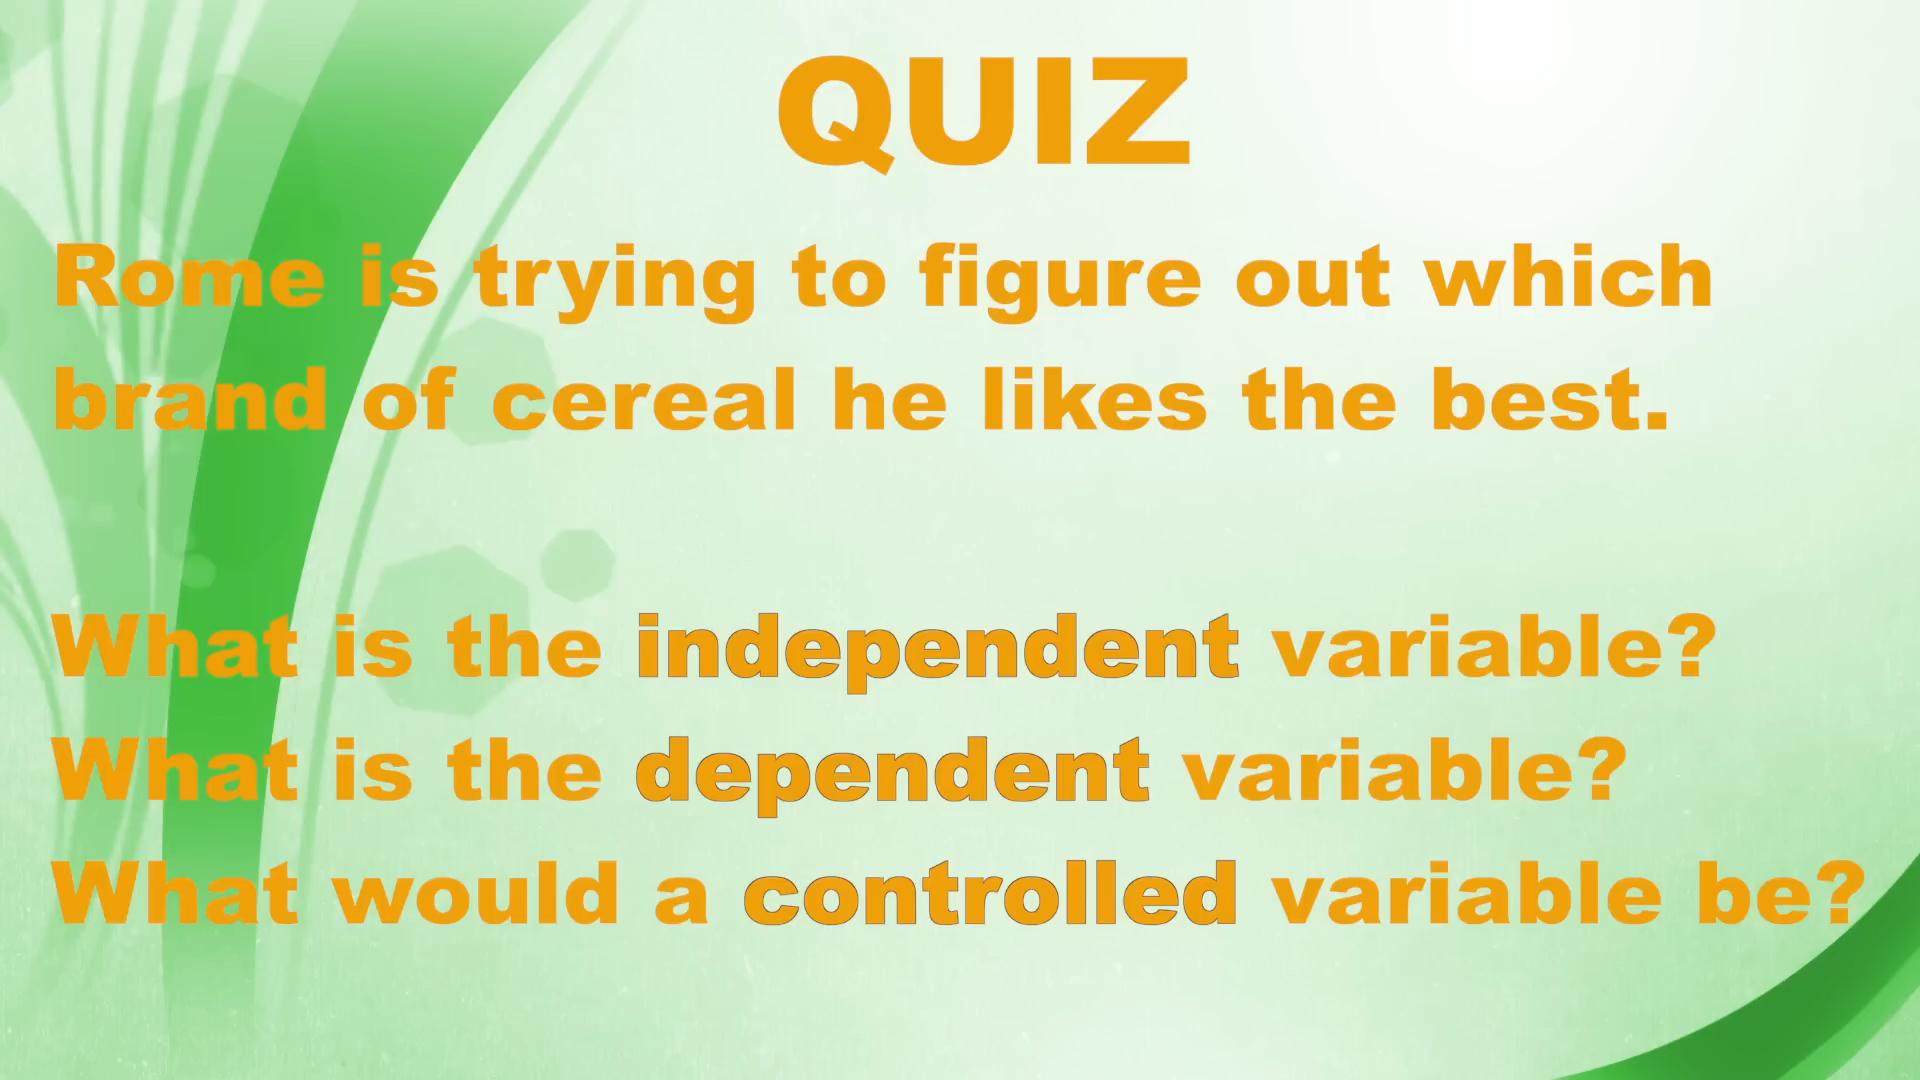 QUIZ
Rome is trying to figure out which
brand of cereal he likes the best.
What is the independent variable?
What is the dependent variable?
What would a controlled variable be?